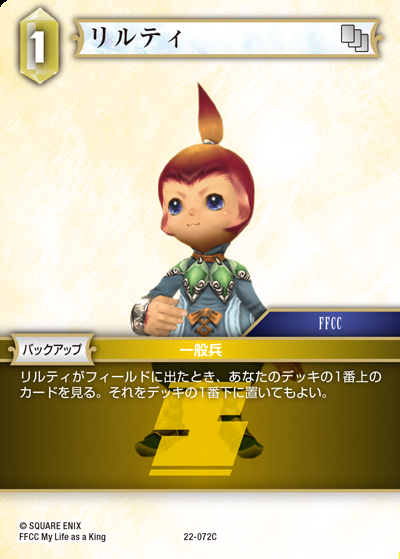 1
リルティ
FFCC
バックアップ
一般兵
リルティがフィールドに出たとき、あなたのデッキの1番上の
カードを見る。それをデッキの1番下に置いてもよい。
© SQUARE ENIX
FFCC My Life as a King
22-072C